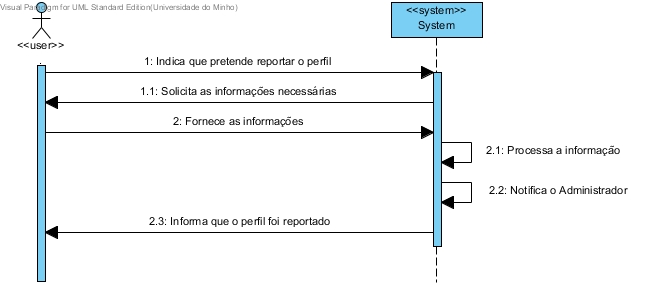 Visual Paradigm for UML Standard Edition(Universidade do Minho)
<<system>>
System
<<user>>
1: Indica que pretende reportar o perfil
1.1: Solicita as informações necessárias
2: Fornece as informações
2.1: Processa a informação
2.2: Notifica o Administrador
2.3: Informa que o perfil foi reportado